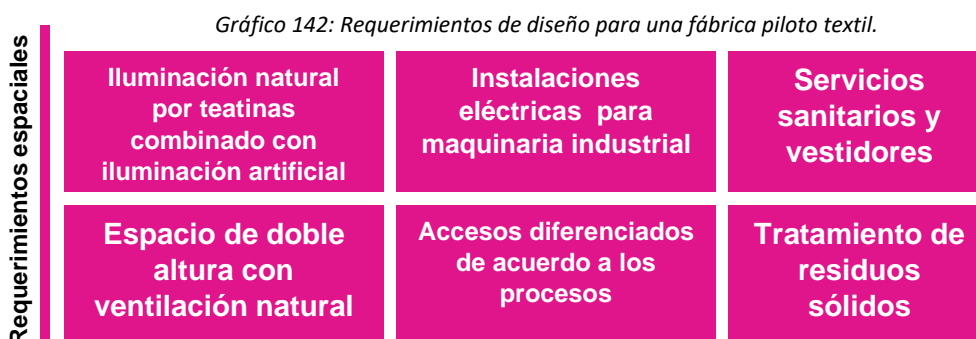 Gráfico 142: Requerimientos de diseño para una fábrica piloto textil.
Requerimientos espaciales
Iluminación natural
por teatinas
combinado con
iluminación artificial
Instalaciones
eléctricas para
maquinaria industrial
Servicios
sanitarios y
vestidores
Espacio de doble
altura con
ventilación natural
Accesos diferenciados
de acuerdo a los
procesos
Tratamiento de
residuos
sólidos